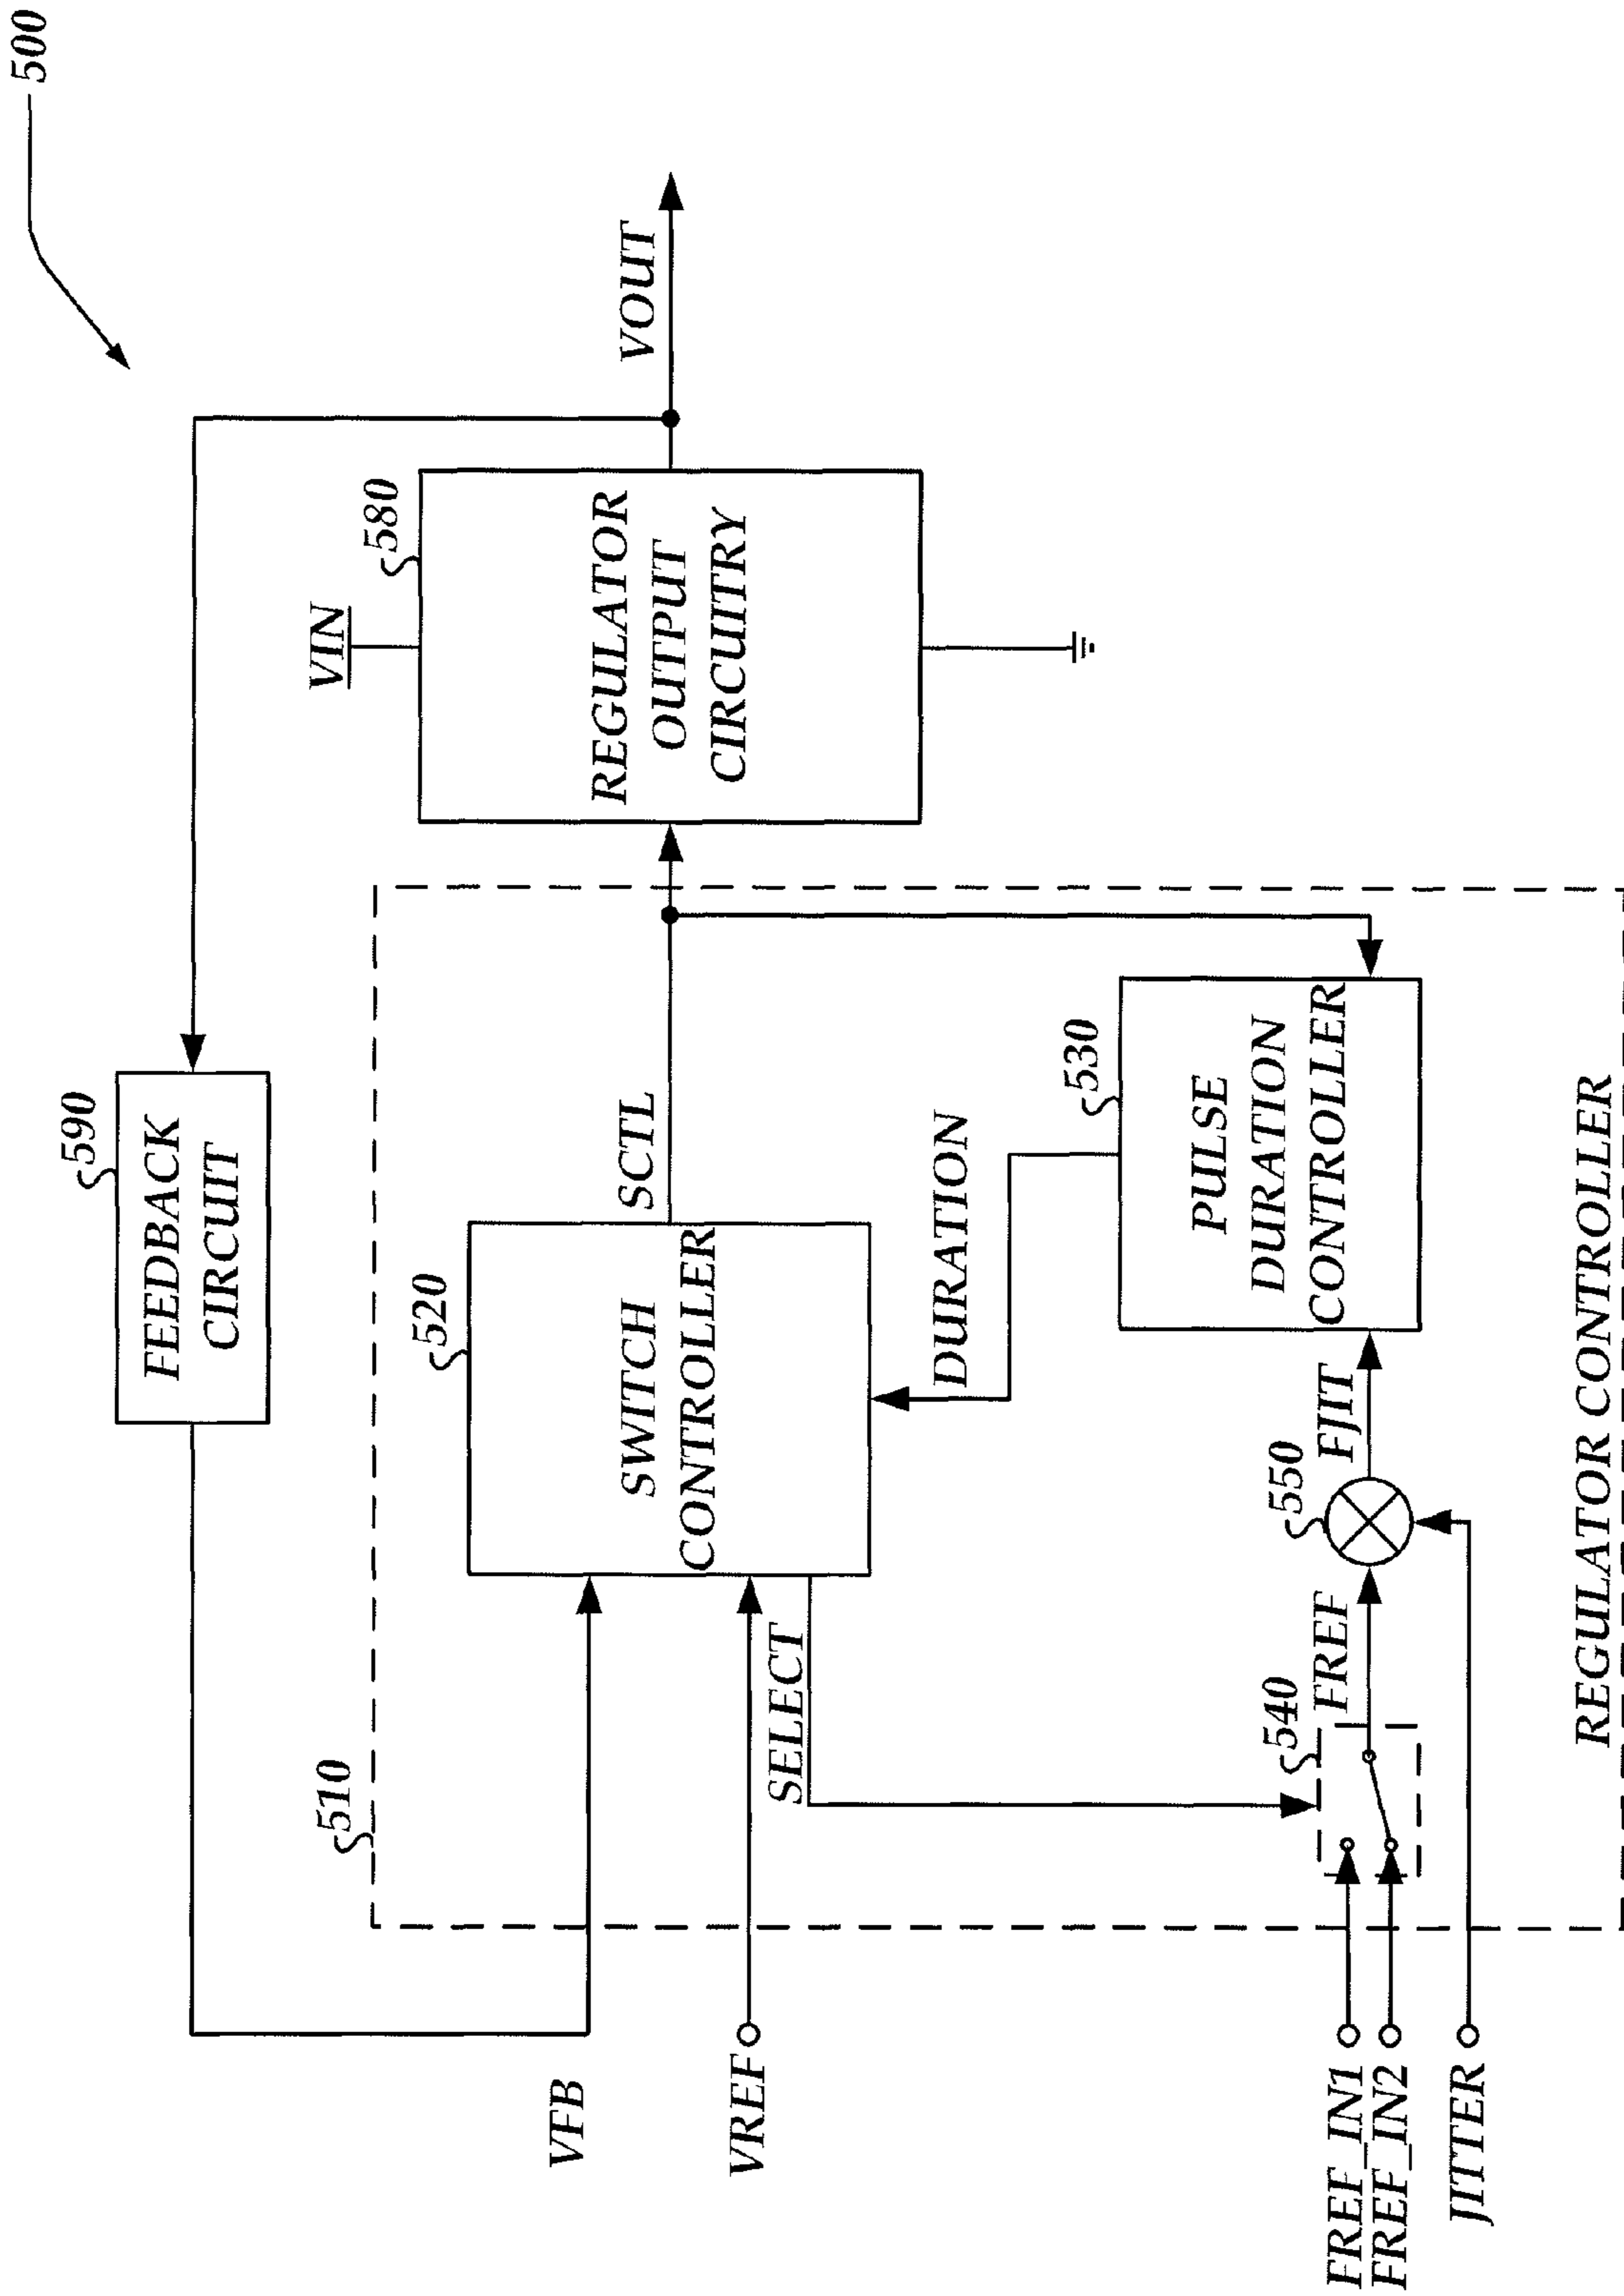 500
590
FEEDBACK
CIRCUIT
VIN
580
REGULATOR
OUTPUT
CIRCUITRY
VOUT
510
520
SWITCH
CONTROLLER
SCTL
VFB
VREF
SELECT
DURATION
530
PULSE
DURATION
CONTROLLER
540
FREF
550
FJIT
FREF_IN1
FREF_IN2
JITTER
REGULATOR CONTROLLER